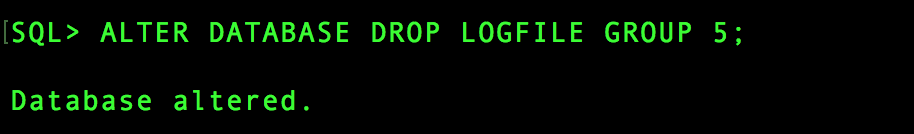 [SQL> ALTER DATABASE DROP LOGFILE GROUP 5;
Database altered.